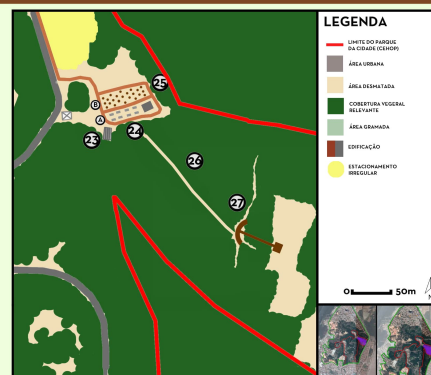 LEGENDA
LIMITE DO PARQUE
DA CIDADE (CEHOP)
ÁREA URBANA
ÁREA DESMATADA
COBERTURA VEGERAL
RELEVANTE
ÁREA GRAMADA
EDIFICAÇÃO
ESTACIONAMENTO
IRREGULAR
25
B
A
23
24
26
27
0 50m
N